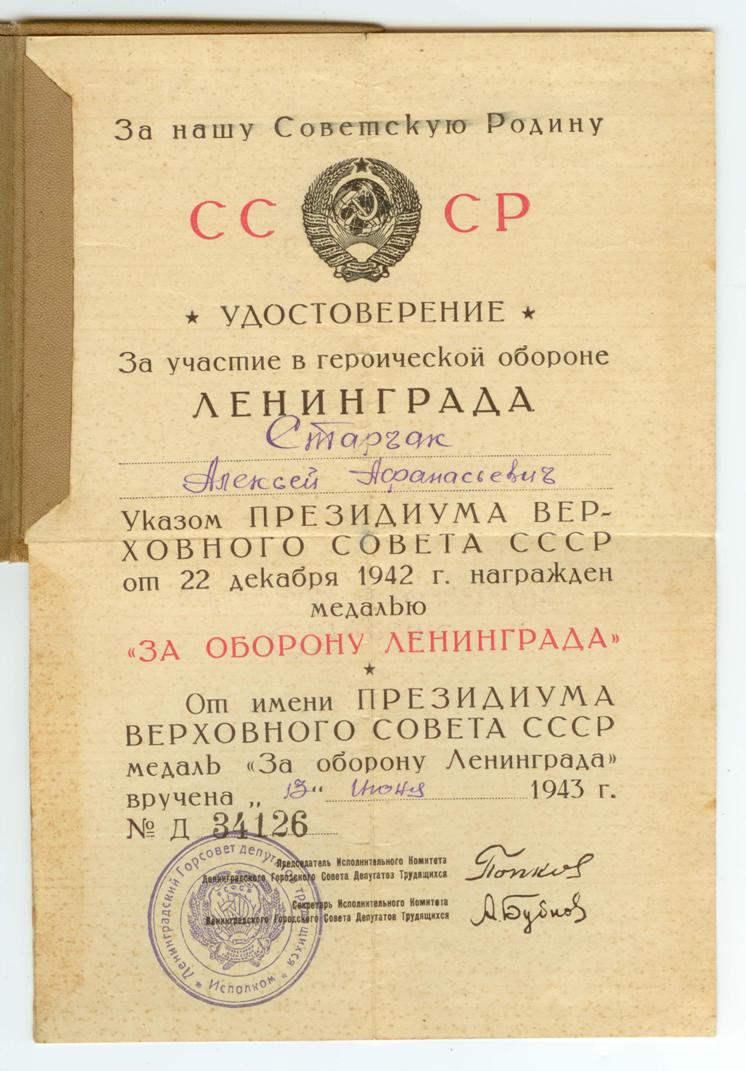 За нашу Советскую Родину
СС СР
★ УДОСТОВЕРЕНИЕ ★
За участие в героической обороне
ЛЕНИНГРАДА
Старчак
Алексей Афанасьевич
Указом ПРЕЗИДИУМА ВЕР-
ХОВНОГО СОВЕТА СССР
от 22 декабря 1942 г. награжден
медалью
«ЗА ОБОРОНУ ЛЕНИНГРАДА»
★
От имени ПРЕЗИДИУМА
ВЕРХОВНОГО СОВЕТА СССР
медаль «За оборону Ленинграда»
вручена „13" июня 1943 г.
№ Д 34126
Председатель Исполнительного Комитета
Ленинградского Городского Совета Депутатов Трудящихся
Попков
Секретарь Исполнительного Комитета
Ленинградского Городского Совета Депутатов Трудящихся
А.Бубнов
Ленинградский Горсовет депутатов трудящихся
★ Исполком ★